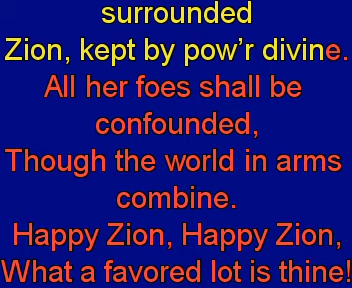 surrounded
Zion, kept by pow’r divine.
All her foes shall be
confounded,
Though the world in arms
combine.
Happy Zion, Happy Zion,
What a favored lot is thine!